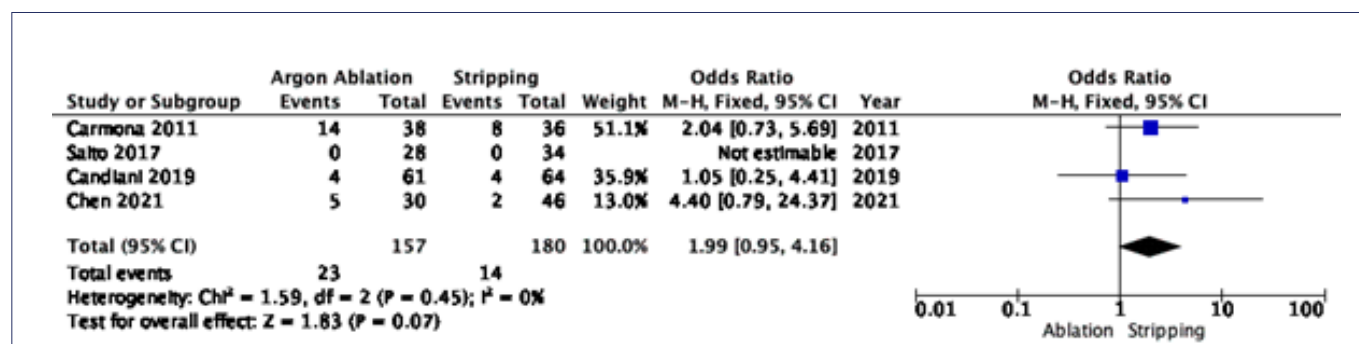 Argon Ablation Stripping Odds Ratio Odds Ratio
Study or Subgroup Events Total Events Total Weight M-H, Fixed, 95% CI Year M-H, Fixed, 95% CI
Carmona 2011 14 38 8 36 51.1% 2.04 [0.73, 5.69] 2011
Saito 2017 0 28 0 34 Not estimable 2017
Candiani 2019 4 61 4 64 35.9% 1.05 [0.25, 4.41] 2019
Chen 2021 5 30 2 46 13.0% 4.40 [0.79, 24.37] 2021
Total (95% CI) 157 180 100.0% 1.99 [0.95, 4.16]
Total events 23 14
Heterogeneity: Chi² = 1.59, df = 2 (P = 0.45); I² = 0%
Test for overall effect: Z = 1.83 (P = 0.07)
0.01 0.1 1 10 100
Ablation Stripping